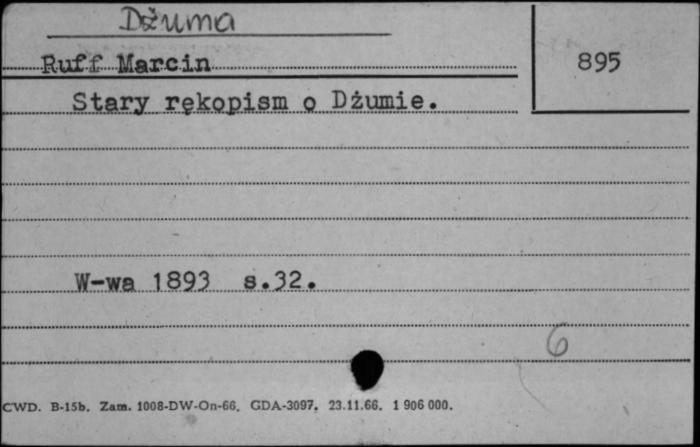 Dżuma
Ruff Marcin
895
Stary rękopism o Dżumie.
W-wa 1893 s.32.
6
CWD. B-15b. Zam. 1008-DW-On-66. GDA-3097. 23.11.66. 1 906 000.